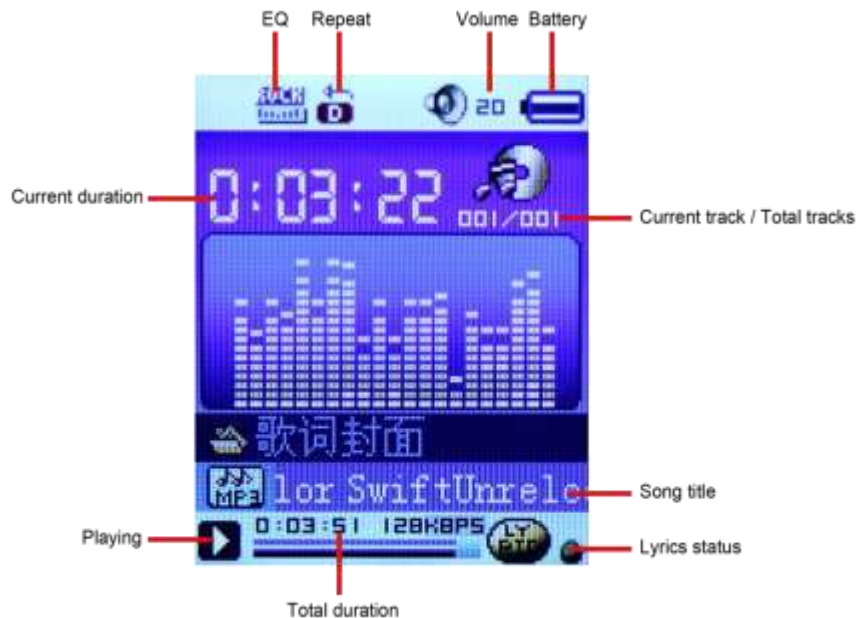 EQ Repeat Volume Battery
ROCK
D 20
Current duration 0:03:22
001/001 Current track / Total tracks
歌词封面
MP3 lor SwiftUnrele Song title
Playing 0:03:51 128KBPS LY
RIC Lyrics status
Total duration